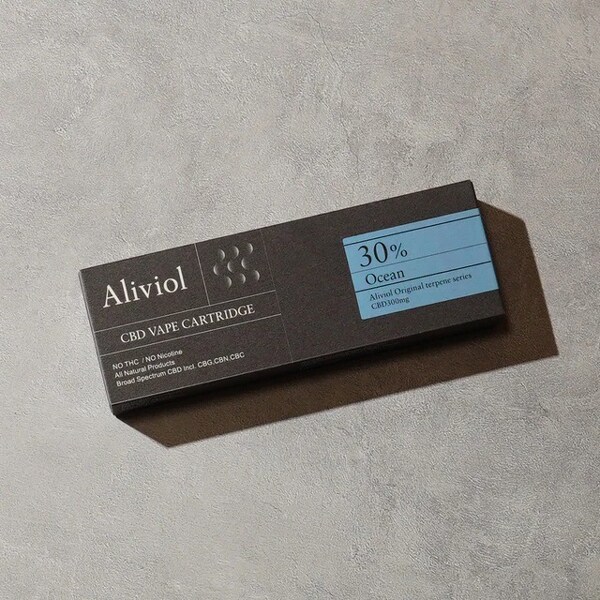 Aliviol
CBD VAPE CARTRIDGE
NO THC / NO Nicotine
All Natural Products
Broad Spectrum CBD Incl. CBG,CBN,CBC
30%
Ocean
Aliviol Original terpene series
CBD300mg